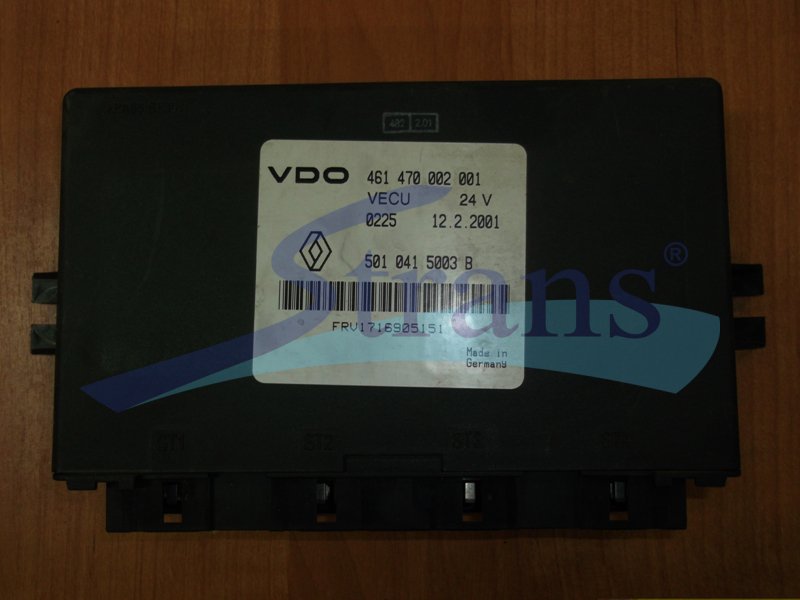 482 2.01
VDO 461 470 002 001
VECU 24 V
0225 12.2.2001
501 041 5003 B
FRV1716905151
Made in
Germany
Strans®
ST1 ST2 ST3 ST4